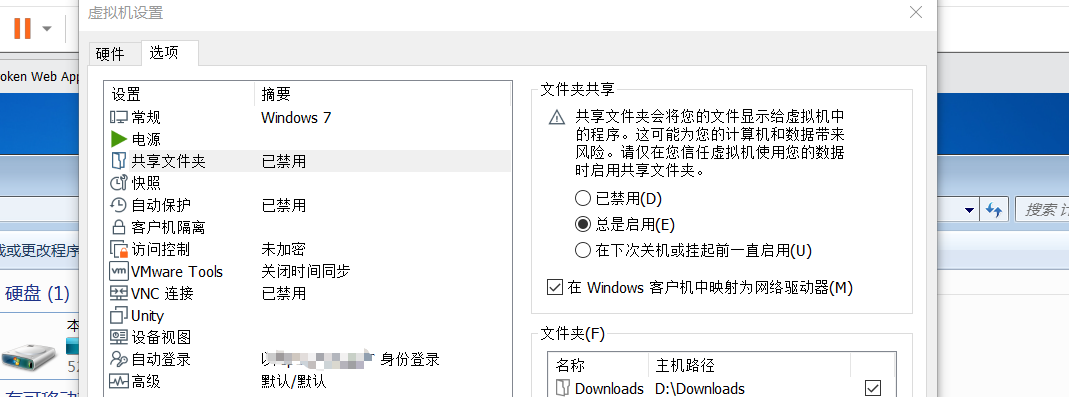 虚拟机设置
硬件
选项
oken Web App
设置 摘要
常规 Windows 7
电源
共享文件夹 已禁用
快照
自动保护 已禁用
客户机隔离
访问控制 未加密
VMware Tools 关闭时间同步
VNC 连接 已禁用
Unity
设备视图
自动登录 身份登录
高级 默认/默认
文件夹共享
共享文件夹会将您的文件显示给虚拟机中
的程序。这可能为您的计算机和数据带来
风险。请仅在您信任虚拟机使用您的数据
时启用共享文件夹。
已禁用(D)
总是启用(E)
在下次关机或挂起前一直启用(U)
在 Windows 客户机中映射为网络驱动器(M)
文件夹(F)
名称 主机路径
Downloads D:\Downloads
或更改程序
硬盘 (1)
本
搜索 计